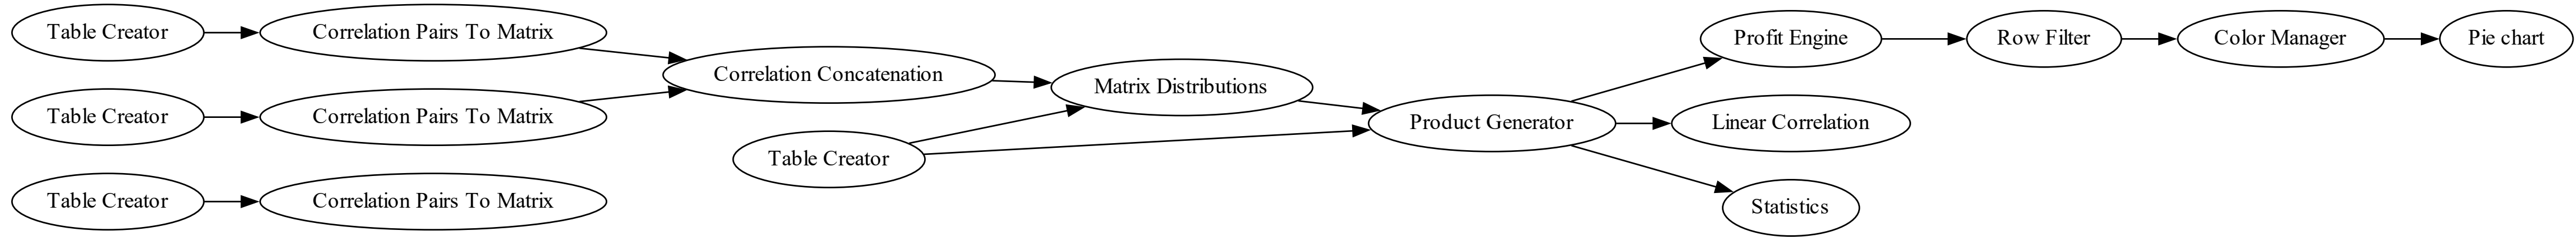 Table Creator
Correlation Pairs To Matrix
Table Creator
Correlation Pairs To Matrix
Table Creator
Correlation Pairs To Matrix
Correlation Concatenation
Table Creator
Matrix Distributions
Product Generator
Profit Engine
Linear Correlation
Statistics
Row Filter
Color Manager
Pie chart